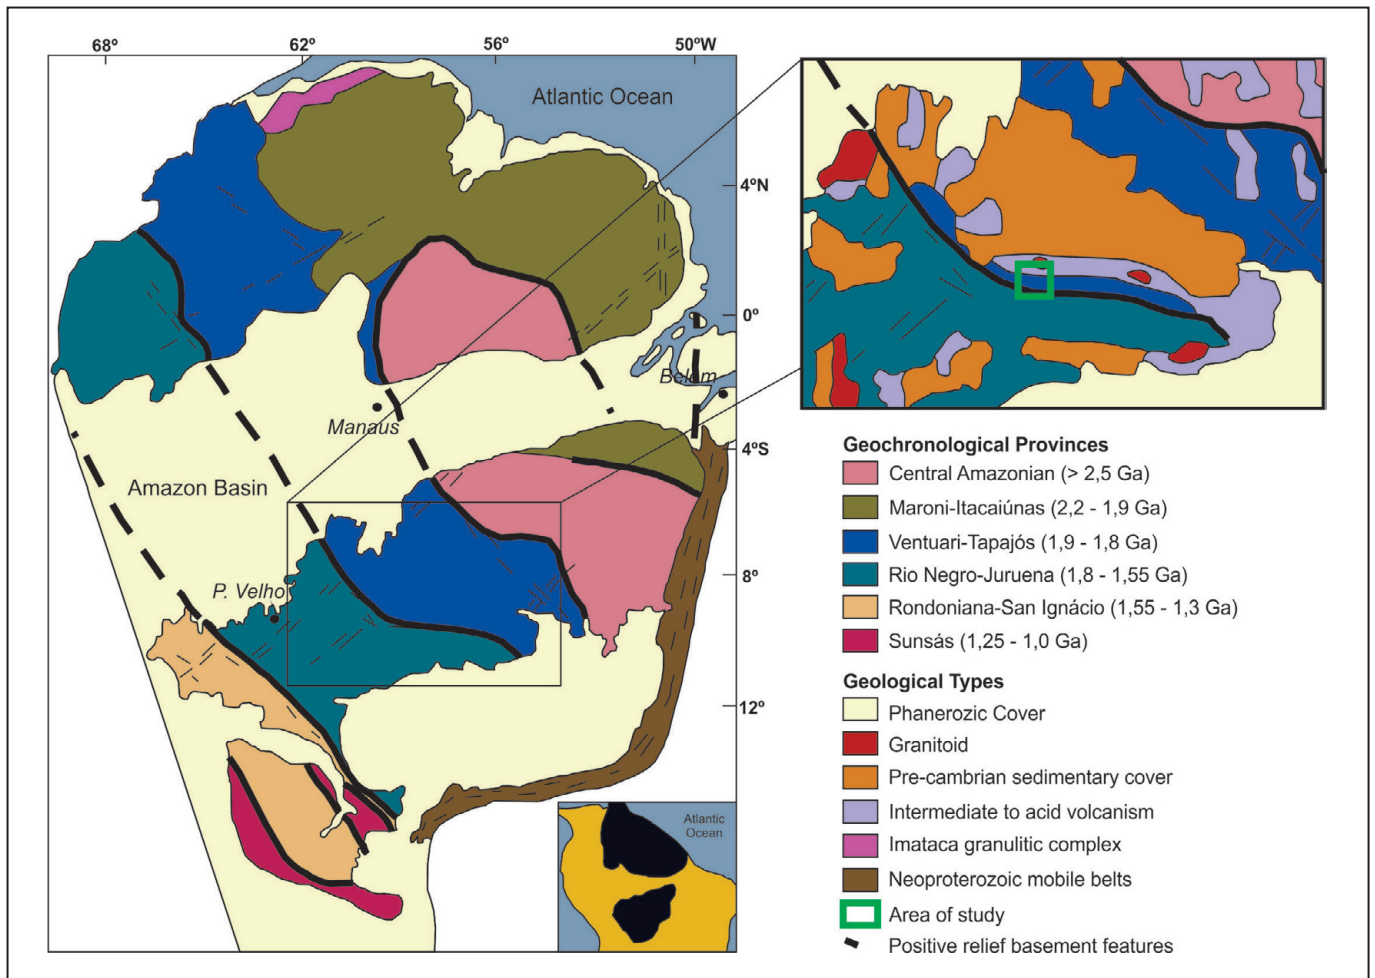 68º 62º 56º 50ºW
Atlantic Ocean
4ºN
0º
Belém
Manaus
4ºS
Amazon Basin
8º
P. Velho
12º
Atlantic
Ocean
Geochronological Provinces
Central Amazonian (> 2,5 Ga)
Maroni-Itacaiúnas (2,2 - 1,9 Ga)
Ventuari-Tapajós (1,9 - 1,8 Ga)
Rio Negro-Juruena (1,8 - 1,55 Ga)
Rondoniana-San Ignácio (1,55 - 1,3 Ga)
Sunsás (1,25 - 1,0 Ga)
Geological Types
Phanerozic Cover
Granitoid
Pre-cambrian sedimentary cover
Intermediate to acid volcanism
Imataca granulitic complex
Neoproterozoic mobile belts
Area of study
Positive relief basement features